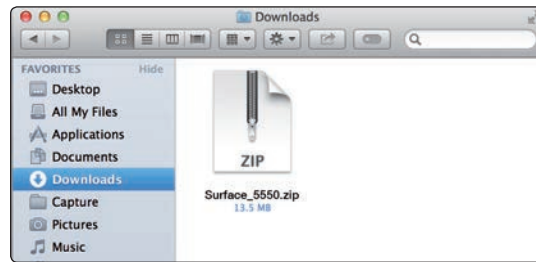 Downloads
FAVORITES Hide
Desktop
All My Files
Applications
Documents
Downloads
Capture
Pictures
Music
ZIP
Surface_5550.zip
13.5 MB